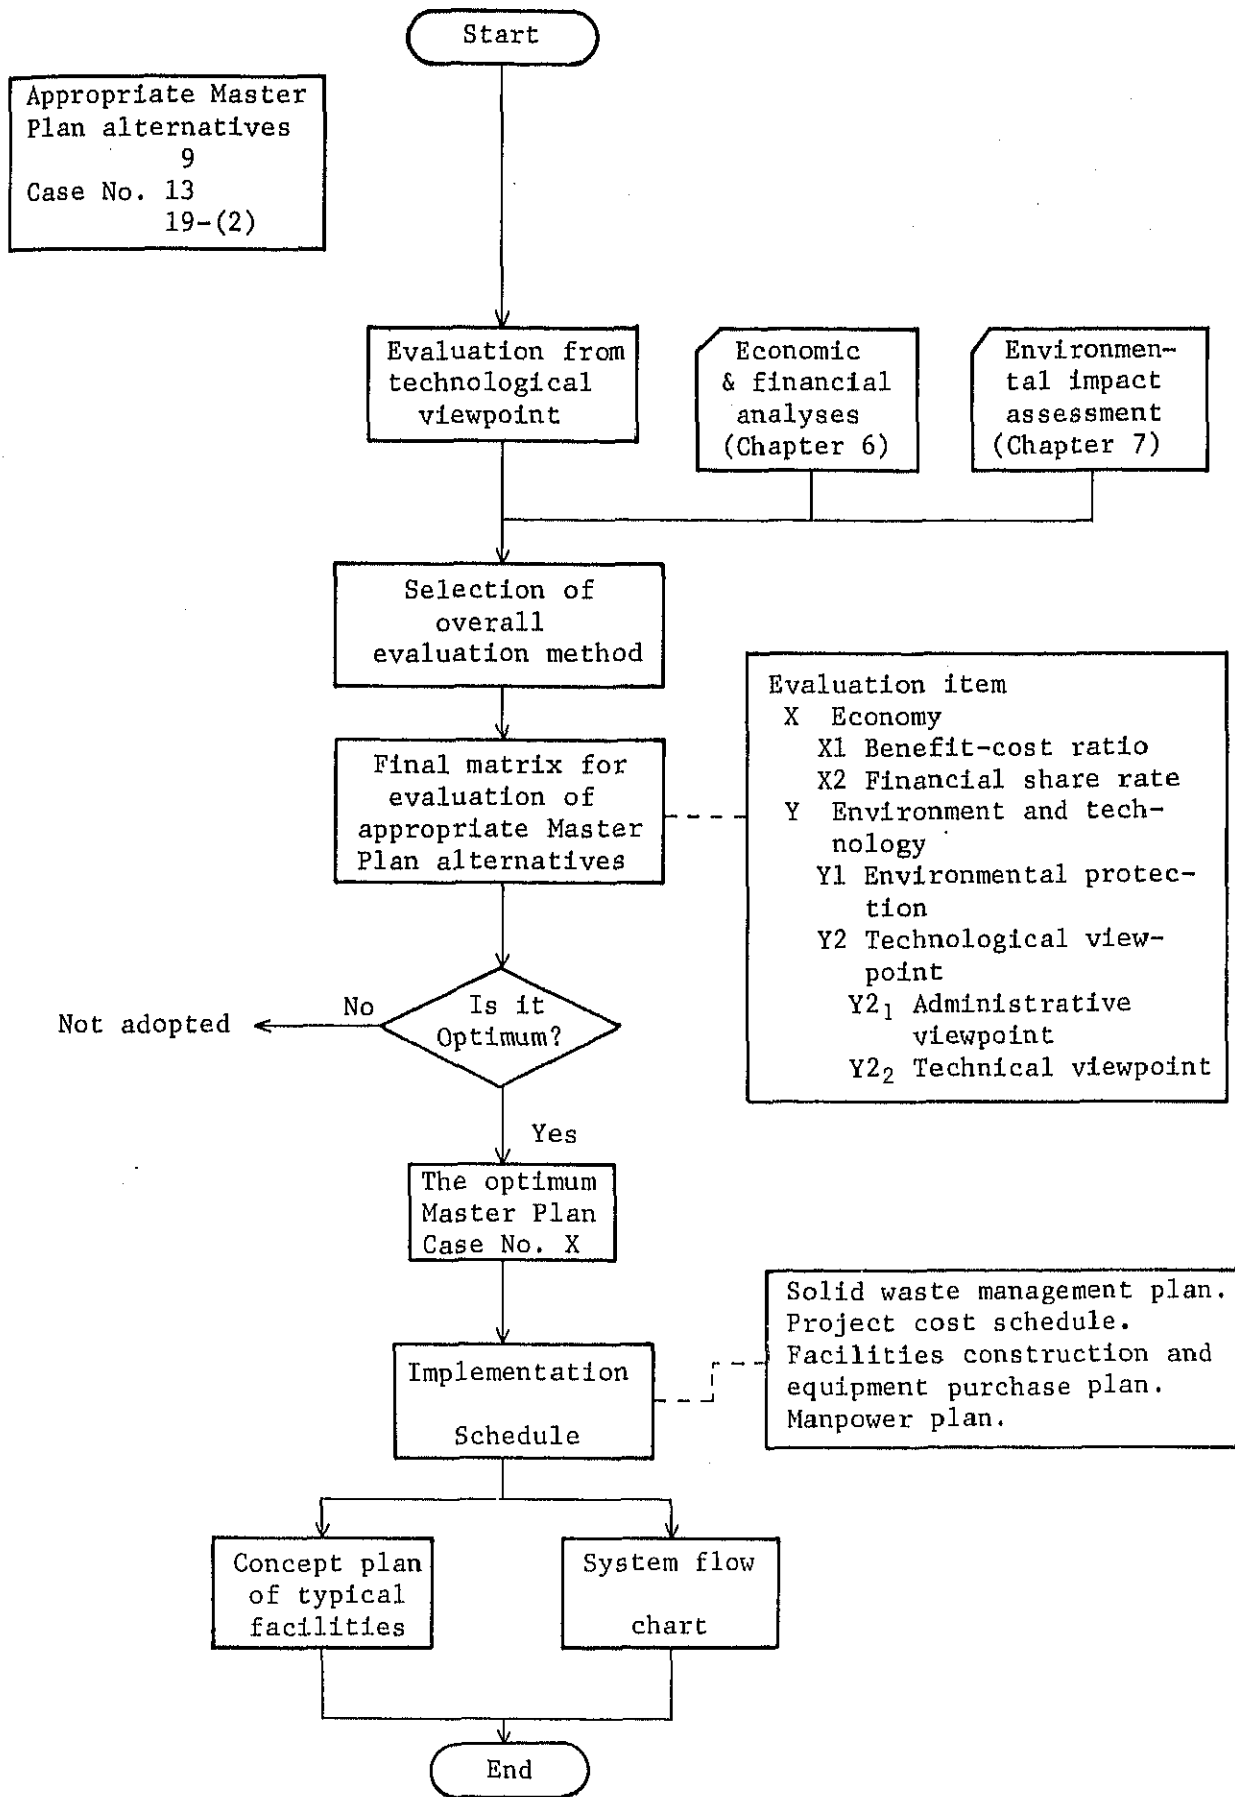 Start
Appropriate Master
Plan alternatives
9
Case No. 13
19-(2)
Evaluation from
technological
viewpoint
Economic
& financial
analyses
(Chapter 6)
Environmen-
tal impact
assessment
(Chapter 7)
Selection of
overall
evaluation method
Final matrix for
evaluation of
appropriate Master
Plan alternatives
Evaluation item
X Economy
X1 Benefit-cost ratio
X2 Financial share rate
Y Environment and tech-
nology
Y1 Environmental protec-
tion
Y2 Technological view-
point
Y2₁ Administrative
viewpoint
Y2₂ Technical viewpoint
Is it
Optimum?
No
Not adopted
Yes
The optimum
Master Plan
Case No. X
Implementation
Schedule
Solid waste management plan.
Project cost schedule.
Facilities construction and
equipment purchase plan.
Manpower plan.
Concept plan
of typical
facilities
System flow
chart
End